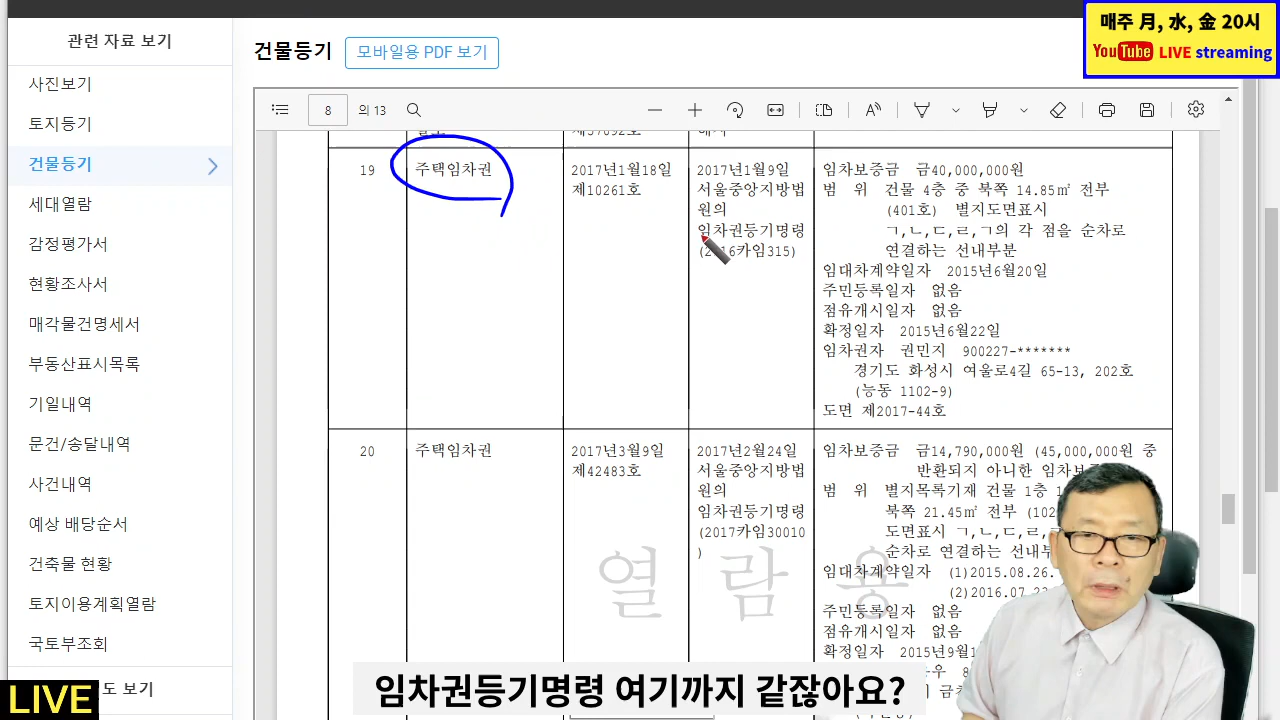 매주 月, 水, 金 20시
YouTube LIVE streaming
관련 자료 보기
사진보기
토지등기
건물등기
세대열람
감정평가서
현황조사서
매각물건명세서
부동산표시목록
기일내역
문건/송달내역
사건내역
예상 배당순서
건축물 현황
토지이용계획열람
국토부조회
도 보기
LIVE
건물등기 모바일용 PDF 보기
8 의 13
19 주택임차권
2017년1월18일
제10261호
2017년1월9일
서울중앙지방법
원의
임차권등기명령
임차보증금 금40,000,000원
범 위 건물 4층 중 북쪽 14.85㎡ 전부
(401호) 별지도면표시
ㄱ,ㄴ,ㄷ,ㄹ,ㄱ의 각 점을 순차로
연결하는 선내부분
임대차계약일자 2015년6월20일
주민등록일자 없음
점유개시일자 없음
확정일자 2015년6월22일
임차권자 권민지 900227-*******
경기도 화성시 여울로4길 65-13, 202호
(능동 1102-9)
도면 제2017-44호
20 주택임차권
2017년3월9일
제42483호
2017년2월24일
서울중앙지방법
원의
임차권등기명령
(2017카임30010
)
임차보증금 금14,790,000원 (45,000,000원 중
반환되지 아니한
범 위 별지목록기재 건물 1층
북쪽 21.45㎡ 전부
도면표시 ㄱ,ㄴ,ㄷ,ㄹ
순차로 연결하는
임대차계약일자 (1)2015.08.26.
주민등록일자 없음
점유개시일자 없음
확정일자
열 람 용
임차권등기명령 여기까지 같잖아요?